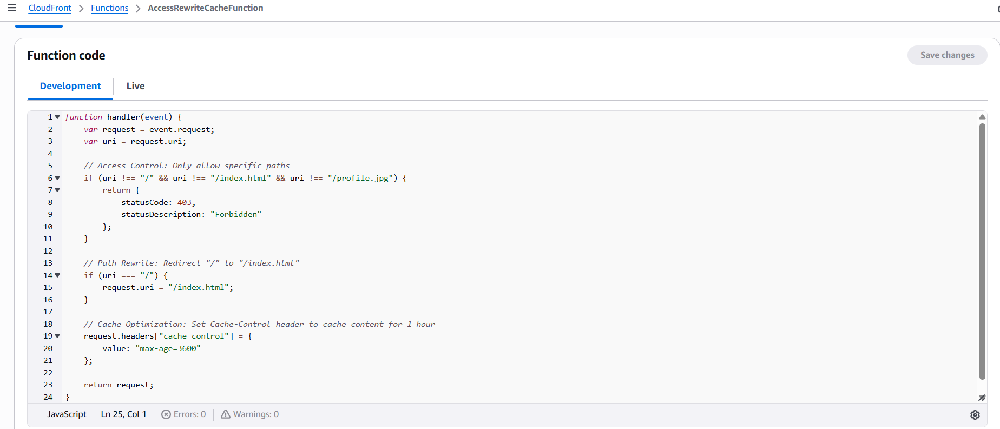 CloudFront > Functions > AccessRewriteCacheFunction
Function code
Save changes
Development
Live
1 function handler(event) {
2     var request = event.request;
3     var uri = request.uri;
4
5     // Access Control: Only allow specific paths
6     if (uri !== "/" && uri !== "/index.html" && uri !== "/profile.jpg") {
7         return {
8             statusCode: 403,
9             statusDescription: "Forbidden"
10         };
11     }
12
13     // Path Rewrite: Redirect "/" to "/index.html"
14     if (uri === "/") {
15         request.uri = "/index.html";
16     }
17
18     // Cache Optimization: Set Cache-Control header to cache content for 1 hour
19     request.headers["cache-control"] = {
20         value: "max-age=3600"
21     };
22
23     return request;
24 }
JavaScript Ln 25, Col 1 Errors: 0 Warnings: 0